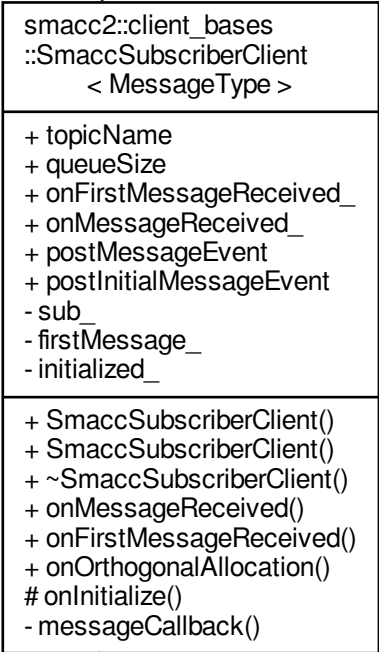 smacc2::client_bases
::SmaccSubscriberClient
< MessageType >
+ topicName
+ queueSize
+ onFirstMessageReceived_
+ onMessageReceived_
+ postMessageEvent
+ postInitialMessageEvent
- sub_
- firstMessage_
- initialized_
+ SmaccSubscriberClient()
+ SmaccSubscriberClient()
+ ~SmaccSubscriberClient()
+ onMessageReceived()
+ onFirstMessageReceived()
+ onOrthogonalAllocation()
# onInitialize()
- messageCallback()